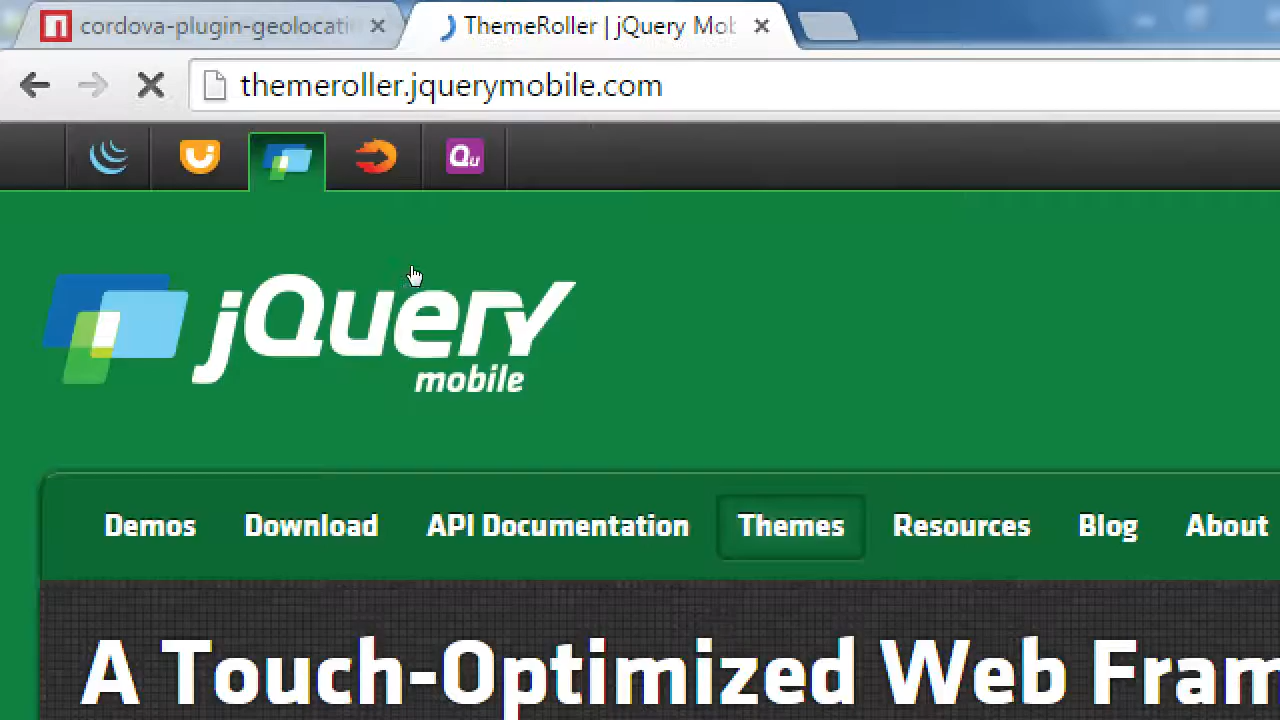 cordova-plugin-geolocati
ThemeRoller | jQuery Mob
themeroller.jquerymobile.com
Qu
jQuery
mobile
Demos Download API Documentation Themes Resources Blog About
A Touch-Optimized Web Fram